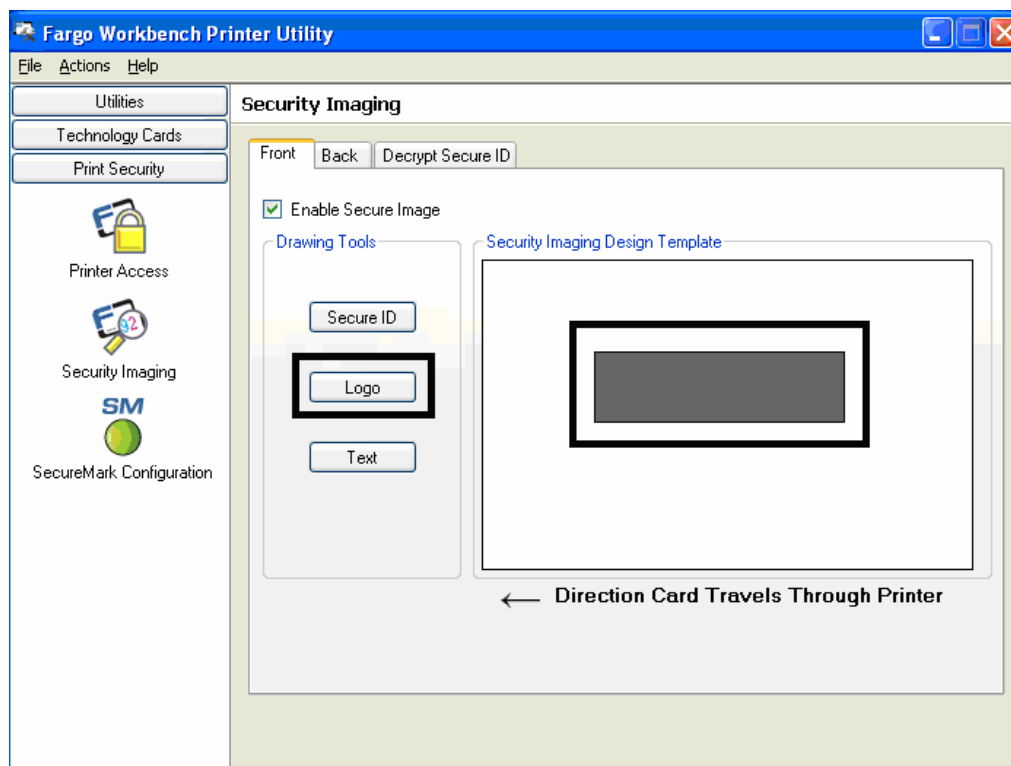 Fargo Workbench Printer Utility
File Actions Help
Utilities
Technology Cards
Print Security
Printer Access
92
Security Imaging
SM
SecureMark Configuration
Security Imaging
Front Back Decrypt Secure ID
Enable Secure Image
Drawing Tools
Secure ID
Logo
Text
Security Imaging Design Template
← Direction Card Travels Through Printer